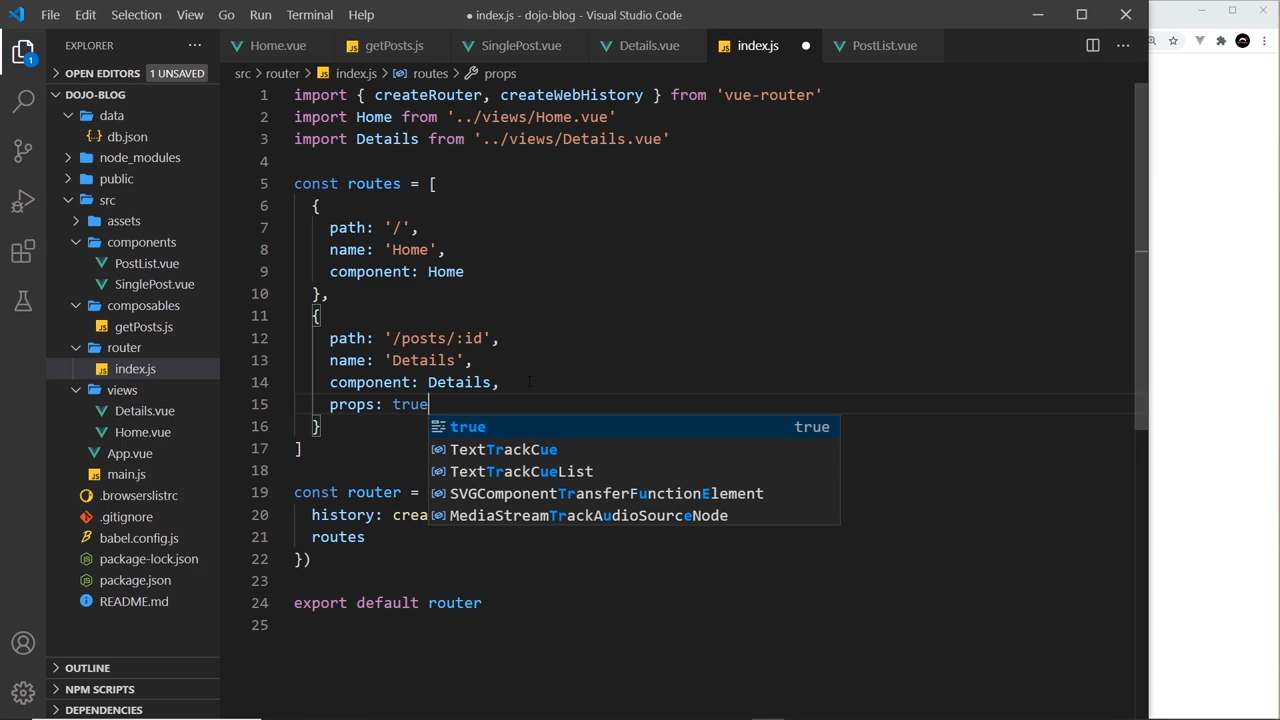 File Edit Selection View Go Run Terminal Help
● index.js - dojo-blog - Visual Studio Code
EXPLORER
OPEN EDITORS 1 UNSAVED
DOJO-BLOG
data
db.json
node_modules
public
src
assets
components
PostList.vue
SinglePost.vue
composables
getPosts.js
router
index.js
views
Details.vue
Home.vue
App.vue
main.js
.browserslistrc
.gitignore
babel.config.js
package-lock.json
package.json
README.md
OUTLINE
NPM SCRIPTS
DEPENDENCIES
1
Home.vue getPosts.js SinglePost.vue Details.vue index.js ● PostList.vue
src > router > index.js > routes > props
1 import { createRouter, createWebHistory } from 'vue-router'
2 import Home from '../views/Home.vue'
3 import Details from '../views/Details.vue'
4
5 const routes = [
6 {
7 path: '/',
8 name: 'Home',
9 component: Home
10 },
11 {
12 path: '/posts/:id',
13 name: 'Details',
14 component: Details,
15 props: true
16 }
17 ]
18
19 const router =
20 history: crea
21 routes
22 })
23
24 export default router
25
true true
TextTrackCue
TextTrackCueList
SVGComponentTransferFunctionElement
MediaStreamTrackAudioSourceNode